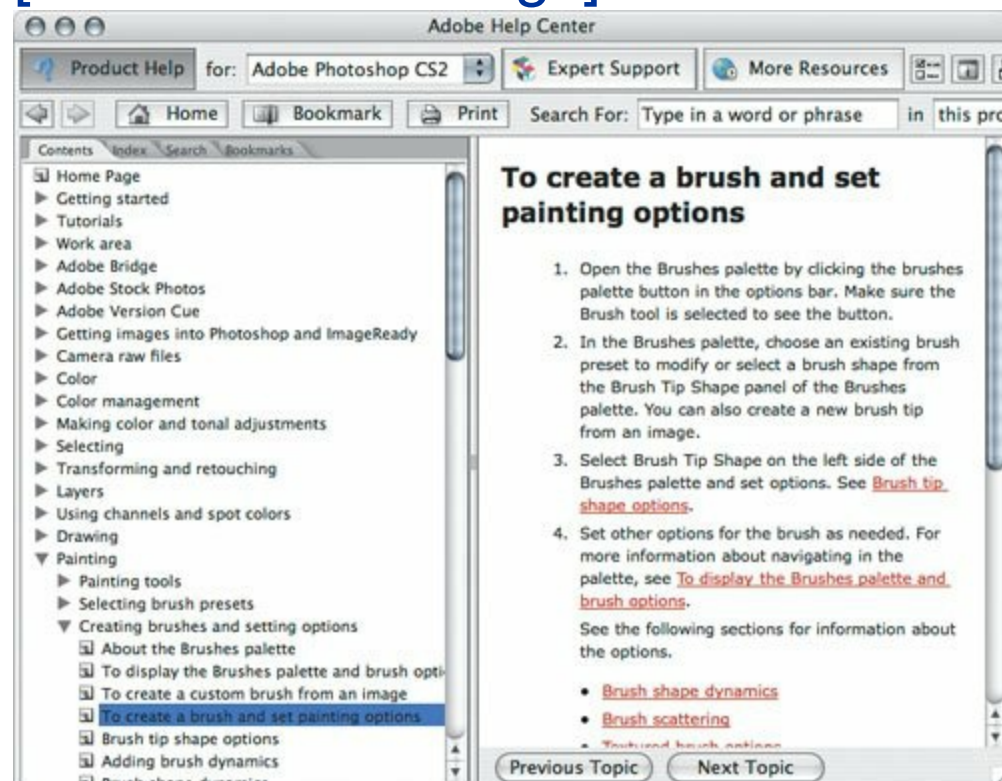 Adobe Help Center
Product Help for: Adobe Photoshop CS2 Expert Support More Resources
Home Bookmark Print Search For: Type in a word or phrase in this pro
Contents Index Search Bookmarks
Home Page
Getting started
Tutorials
Work area
Adobe Bridge
Adobe Stock Photos
Adobe Version Cue
Getting images into Photoshop and ImageReady
Camera raw files
Color
Color management
Making color and tonal adjustments
Selecting
Transforming and retouching
Layers
Using channels and spot colors
Drawing
Painting
Painting tools
Selecting brush presets
Creating brushes and setting options
About the Brushes palette
To display the Brushes palette and brush opti
To create a custom brush from an image
To create a brush and set painting options
Brush tip shape options
Adding brush dynamics
Brush shape dynamics
To create a brush and set
painting options
1. Open the Brushes palette by clicking the brushes
palette button in the options bar. Make sure the
Brush tool is selected to see the button.
2. In the Brushes palette, choose an existing brush
preset to modify or select a brush shape from
the Brush Tip Shape panel of the Brushes
palette. You can also create a new brush tip
from an image.
3. Select Brush Tip Shape on the left side of the
Brushes palette and set options. See Brush tip
shape options.
4. Set other options for the brush as needed. For
more information about navigating in the
palette, see To display the Brushes palette and
brush options.
See the following sections for information about
the options.
• Brush shape dynamics
• Brush scattering
• Textured brush options
Previous Topic Next Topic